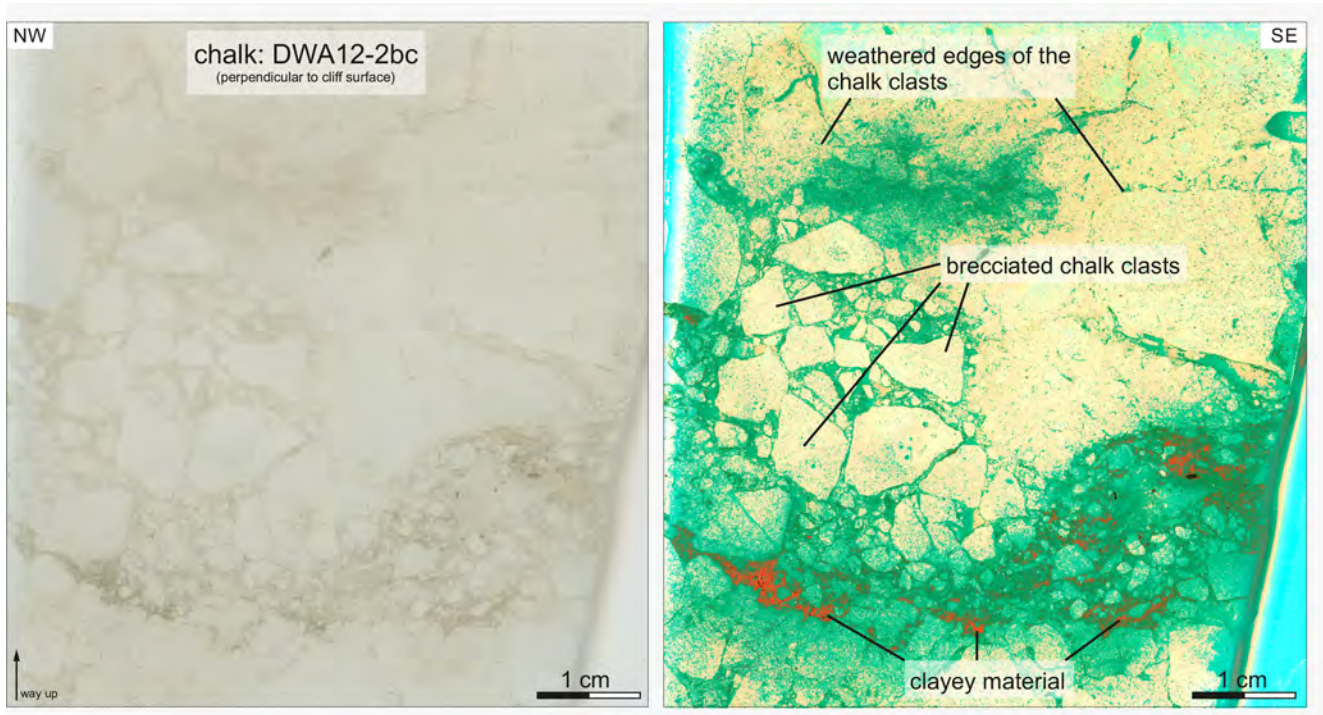 NW
chalk: DWA12-2bc
(perpendicular to cliff surface)
way up
1 cm
SE
weathered edges of the
chalk clasts
brecciated chalk clasts
clayey material
1 cm